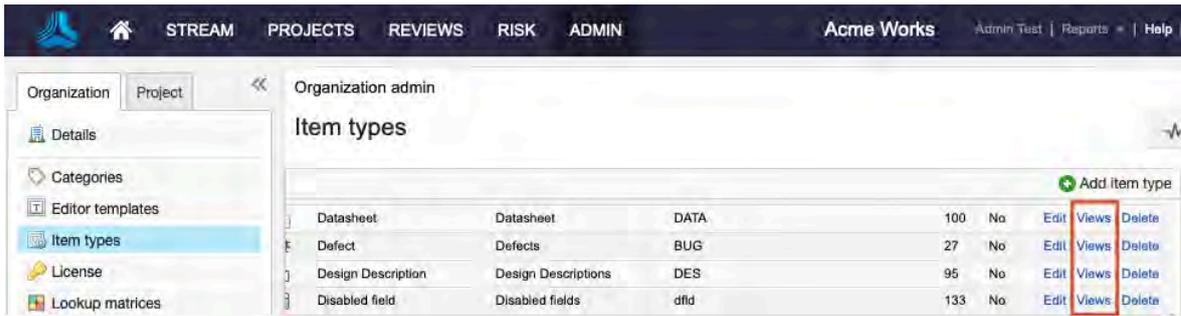 STREAM PROJECTS REVIEWS RISK ADMIN Acme Works Admin Test | Reports | Help
Organization Project
Details
Categories
Editor templates
Item types
License
Lookup matrices
Organization admin
Item types
Add item type
Datasheet Datasheet DATA 100 No Edit Views Delete
Defect Defects BUG 27 No Edit Views Delete
Design Description Design Descriptions DES 95 No Edit Views Delete
Disabled field Disabled fields dfld 133 No Edit Views Delete